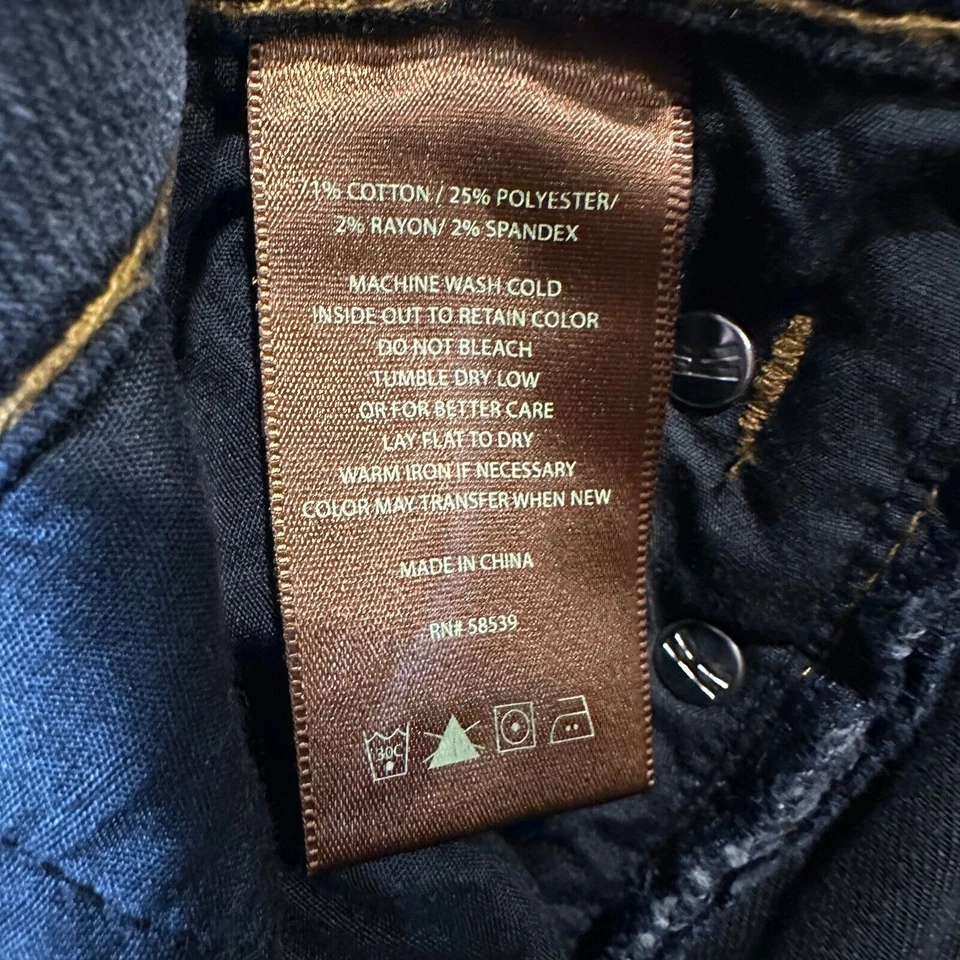 71% COTTON / 25% POLYESTER/
2% RAYON/ 2% SPANDEX
MACHINE WASH COLD
INSIDE OUT TO RETAIN COLOR
DO NOT BLEACH
TUMBLE DRY LOW
OR FOR BETTER CARE
LAY FLAT TO DRY
WARM IRON IF NECESSARY
COLOR MAY TRANSFER WHEN NEW
MADE IN CHINA
RN# 58539
30C